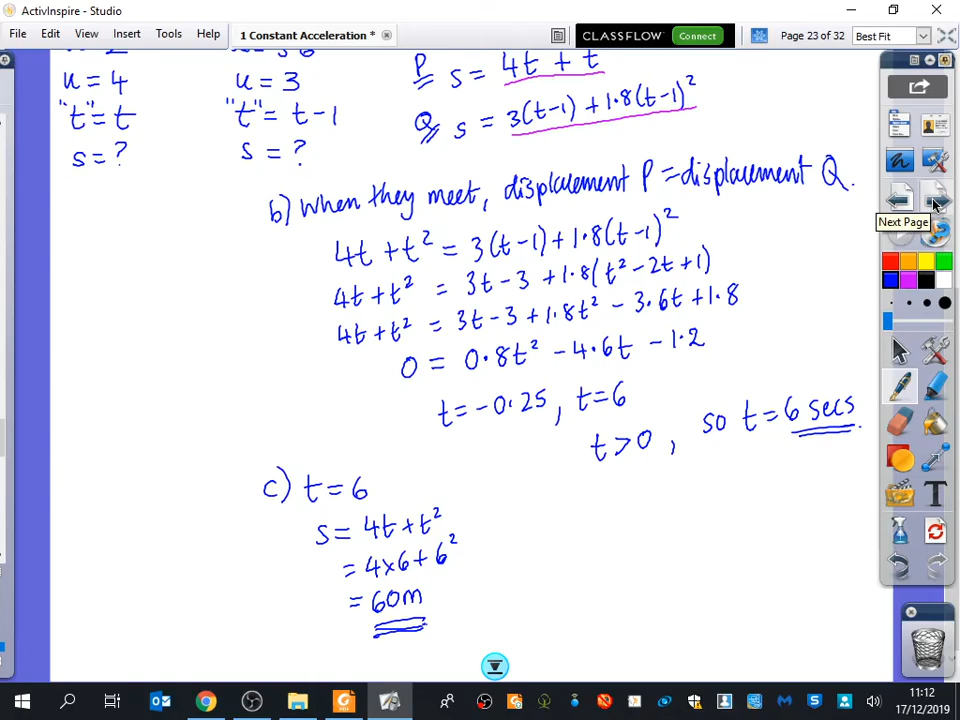 ActivInspire - Studio
File Edit View Insert Tools Help
1 Constant Acceleration *
CLASSFLOW Connect
Page 23 of 32
Best Fit
u = 4
u = 3
P s = 4t + t
"t" = t
"t" = t - 1
Q s = 3(t-1) + 1.8(t-1)²
s = ?
s = ?
b) When they meet, displacement P = displacement Q.
4t + t² = 3(t-1) + 1.8(t-1)²
4t + t² = 3t - 3 + 1.8(t² - 2t + 1)
4t + t² = 3t - 3 + 1.8t² - 3.6t + 1.8
0 = 0.8t² - 4.6t - 1.2
t = -0.25, t = 6
t > 0, so t = 6 secs.
c) t = 6
s = 4t + t²
= 4×6 + 6²
= 60m
Next Page
11:12
17/12/2019